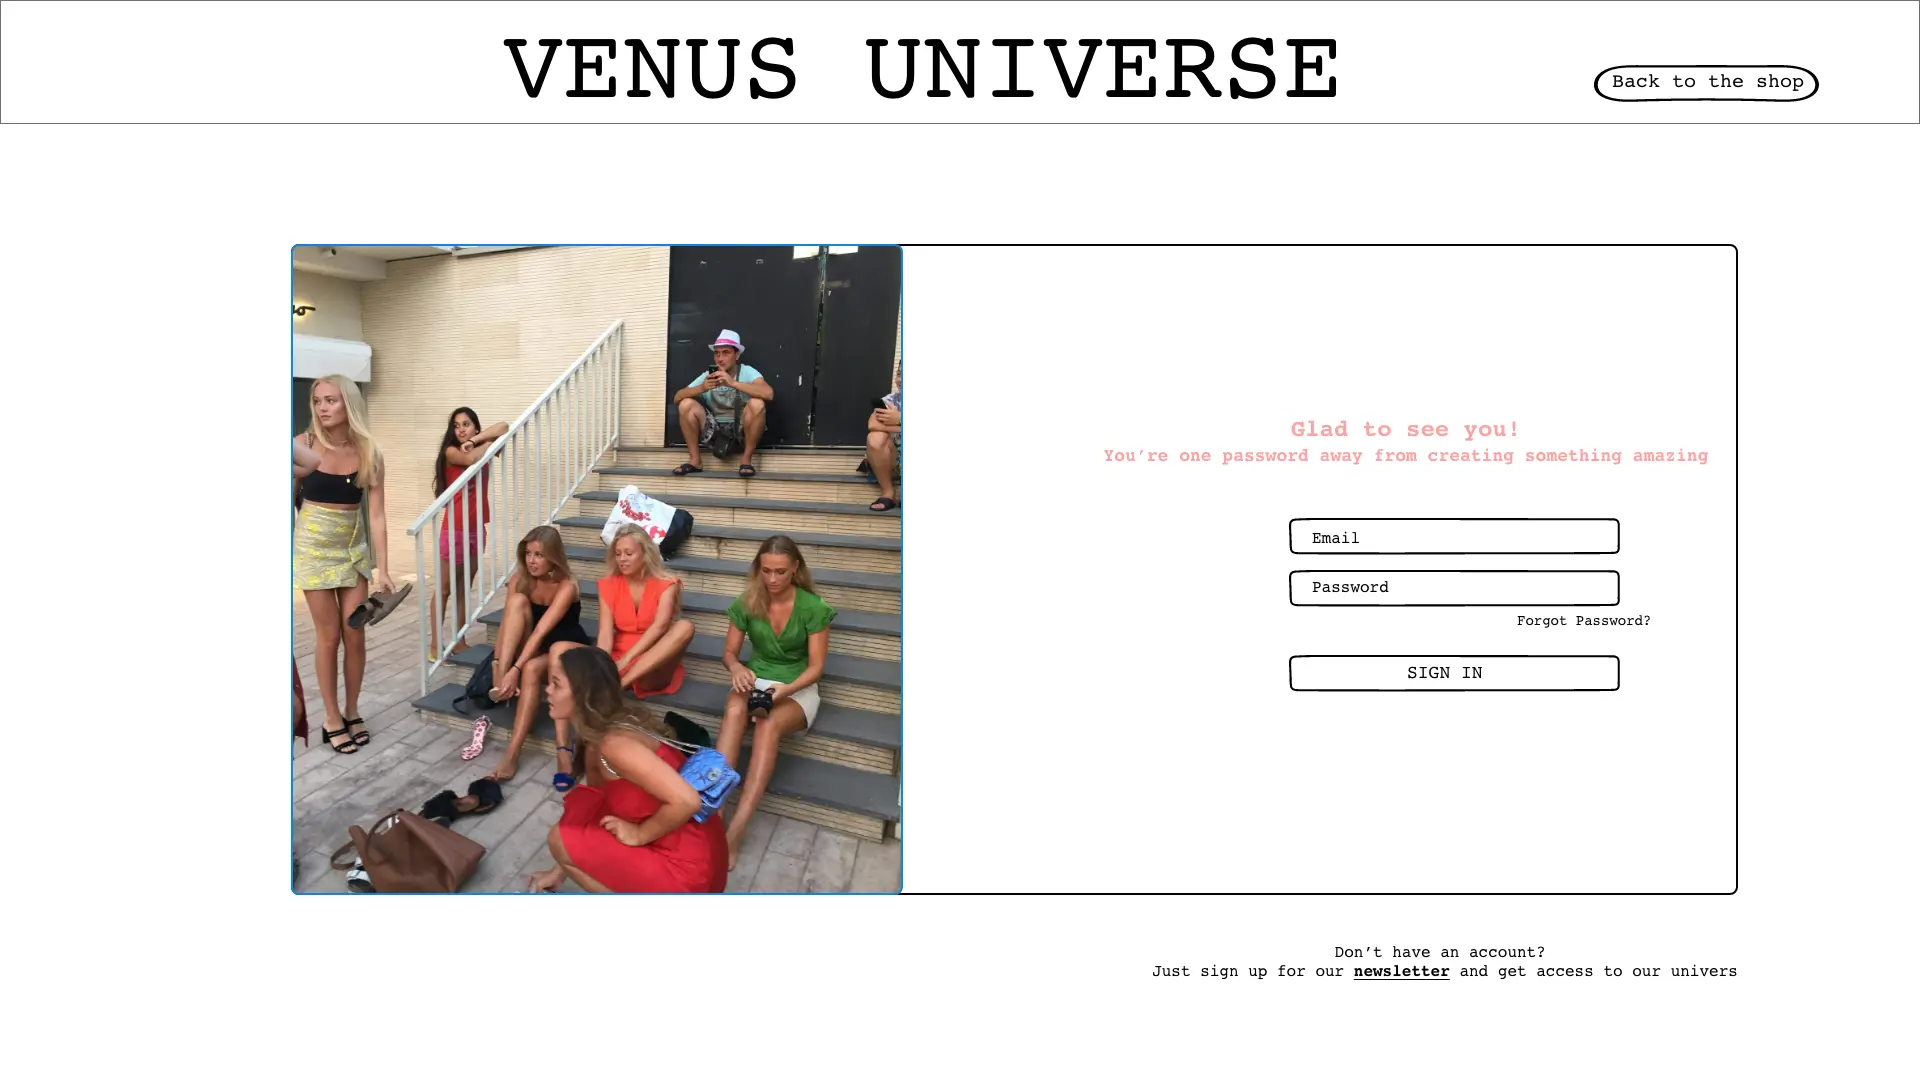 VENUS UNIVERSE
Back to the shop
Glad to see you!
You’re one password away from creating something amazing
Email
Password
Forgot Password?
SIGN IN
Don’t have an account?
Just sign up for our newsletter and get access to our univers